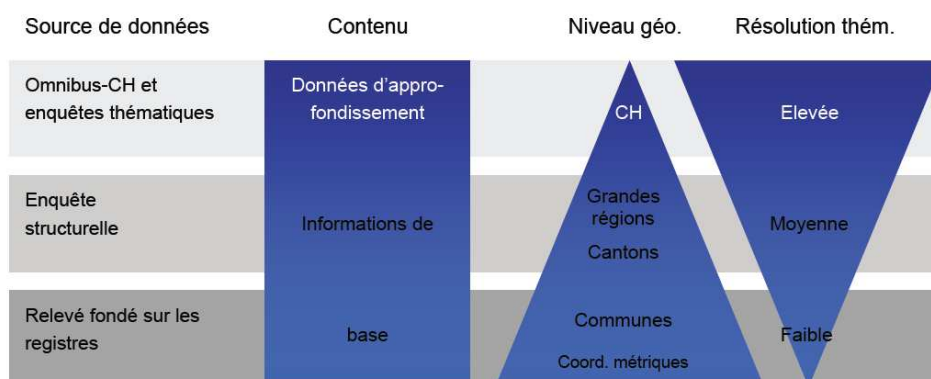 Source de données
Contenu
Niveau géo.
Résolution thém.
Omnibus-CH et
enquêtes thématiques
Données d'appro-
fondissement
CH
Elevée
Enquête
structurelle
Informations de
Grandes
régions
Cantons
Moyenne
Relevé fondé sur les
registres
base
Communes
Coord. métriques
Faible